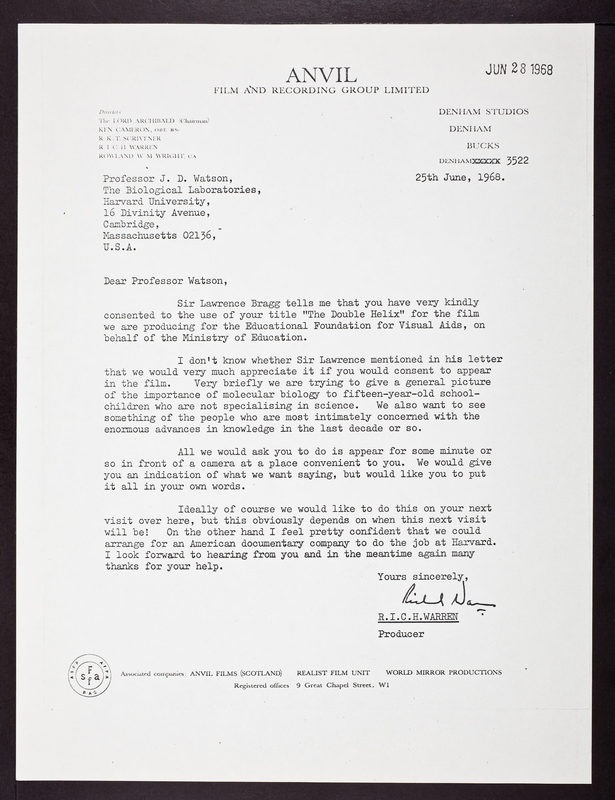 ANVIL
FILM AND RECORDING GROUP LIMITED
JUN 28 1968
Directors
The LORD ARCHIBALD (Chairman)
KEN CAMERON, OBE BSc
R. K. T. SCRIVENER
R. I. C. H. WARREN
ROWLAND W. M. WRIGHT CA
DENHAM STUDIOS
DENHAM
BUCKS
DENHAM xxxxx 3522
25th June, 1968.
Professor J. D. Watson,
The Biological Laboratories,
Harvard University,
16 Divinity Avenue,
Cambridge,
Massachusetts 02136,
U.S.A.
Dear Professor Watson,
Sir Lawrence Bragg tells me that you have very kindly
consented to the use of your title "The Double Helix" for the film
we are producing for the Educational Foundation for Visual Aids, on
behalf of the Ministry of Education.
I don't know whether Sir Lawrence mentioned in his letter
that we would very much appreciate it if you would consent to appear
in the film. Very briefly we are trying to give a general picture
of the importance of molecular biology to fifteen-year-old school-
children who are not specialising in science. We also want to see
something of the people who are most intimately concerned with the
enormous advances in knowledge in the last decade or so.
All we would ask you to do is appear for some minute or
so in front of a camera at a place convenient to you. We would give
you an indication of what we want saying, but would like you to put
it all in your own words.
Ideally of course we would like to do this on your next
visit over here, but this obviously depends on when this next visit
will be! On the other hand I feel pretty confident that we could
arrange for an American documentary company to do the job at Harvard.
I look forward to hearing from you and in the meantime again many
thanks for your help.
Yours sincerely,
R.I.C.H.WARREN
Producer
Associated companies: ANVIL FILMS (SCOTLAND) REALIST FILM UNIT WORLD MIRROR PRODUCTIONS
Registered offices 9 Great Chapel Street, W1